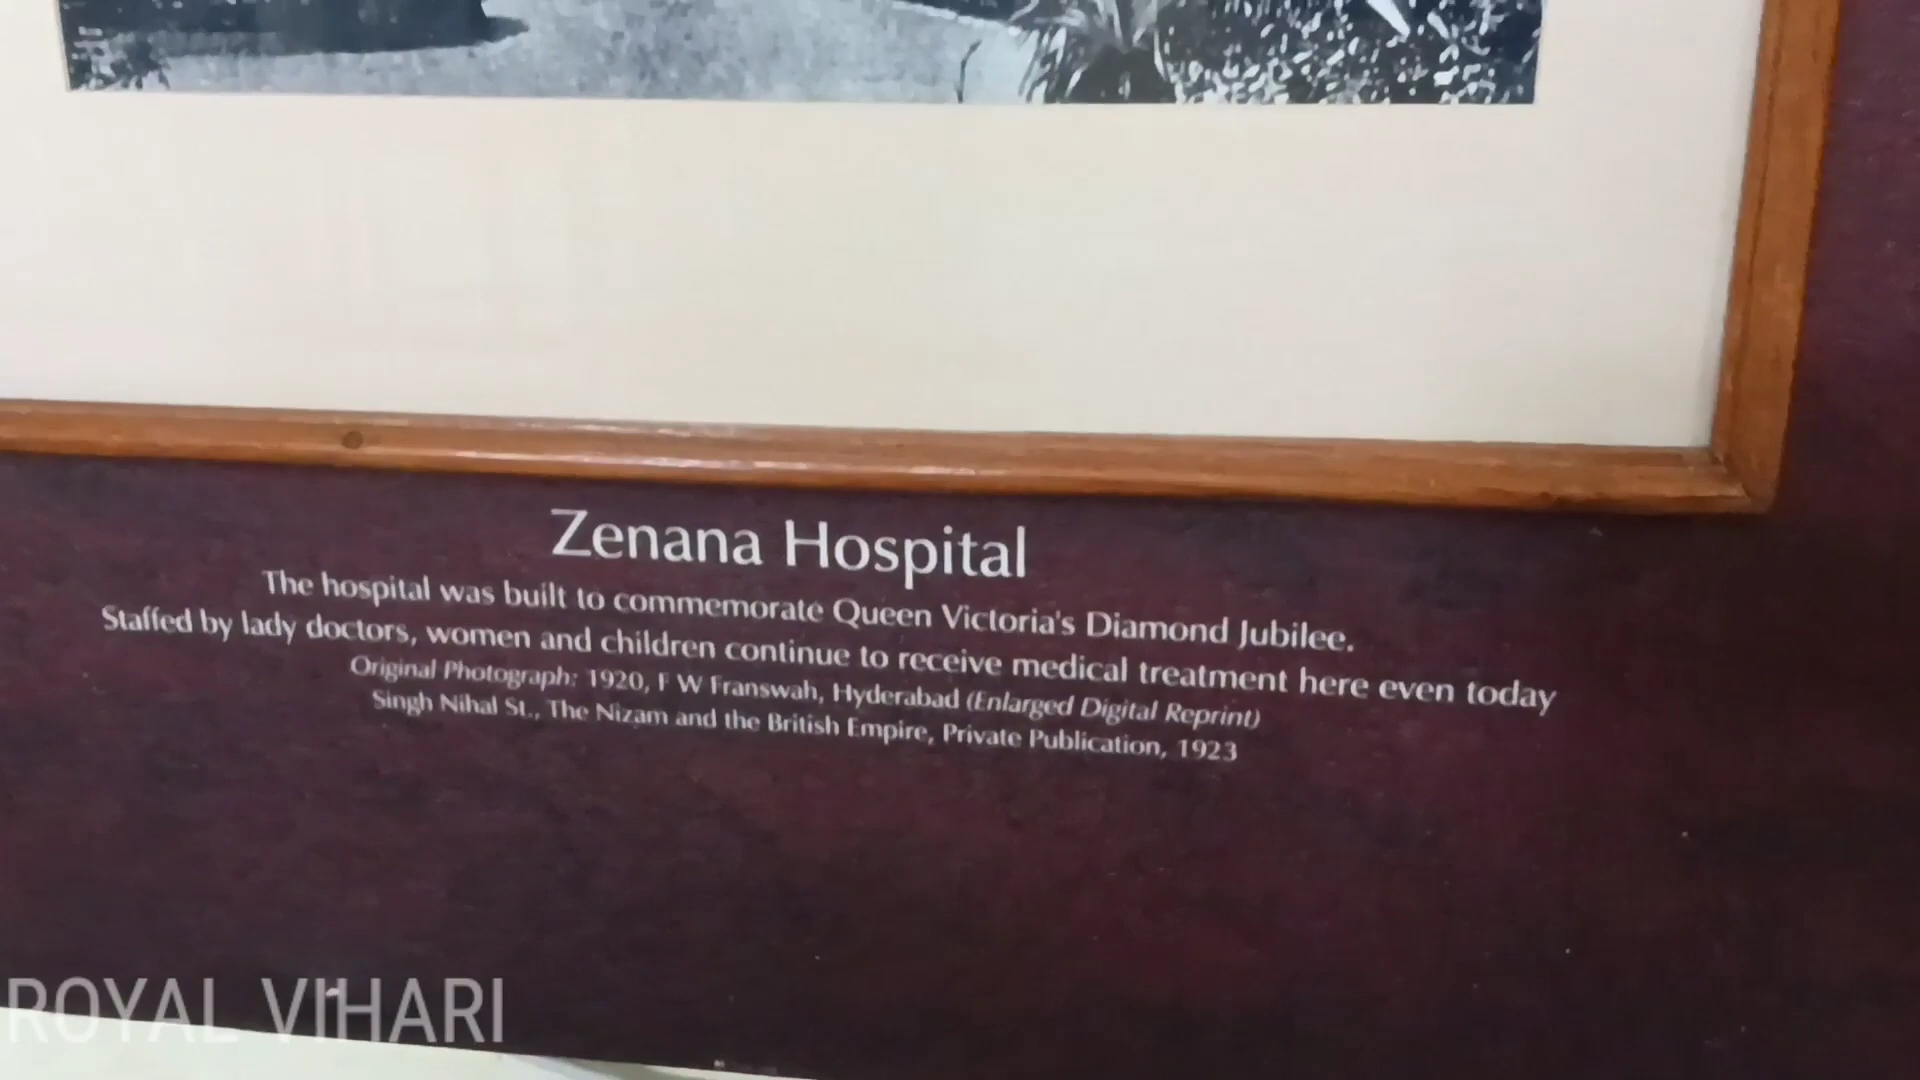 Zenana Hospital
The hospital was built to commemorate Queen Victoria's Diamond Jubilee.
Staffed by lady doctors, women and children continue to receive medical treatment here even today
Original Photograph: 1920, F W Franswah, Hyderabad (Enlarged Digital Reprint)
Singh Nihal St., The Nizam and the British Empire, Private Publication, 1923
ROYAL VIHARI